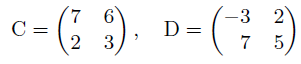 C = (7 6
2 3), D = (−3 2
7 5)